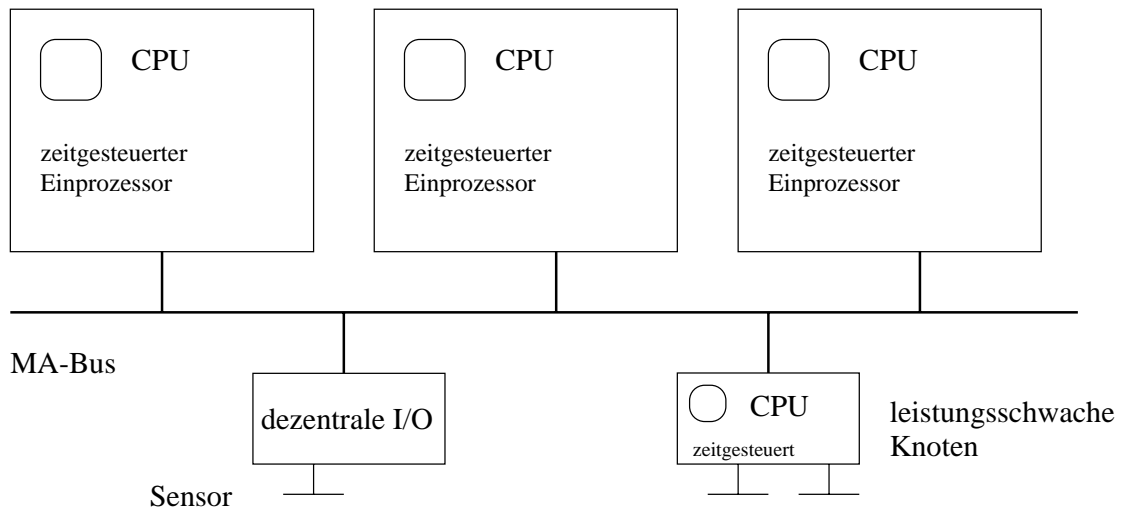 CPU
zeitgesteuerter
Einprozessor
CPU
zeitgesteuerter
Einprozessor
CPU
zeitgesteuerter
Einprozessor
MA-Bus
dezentrale I/O
Sensor
CPU
zeitgesteuert
leistungsschwache
Knoten